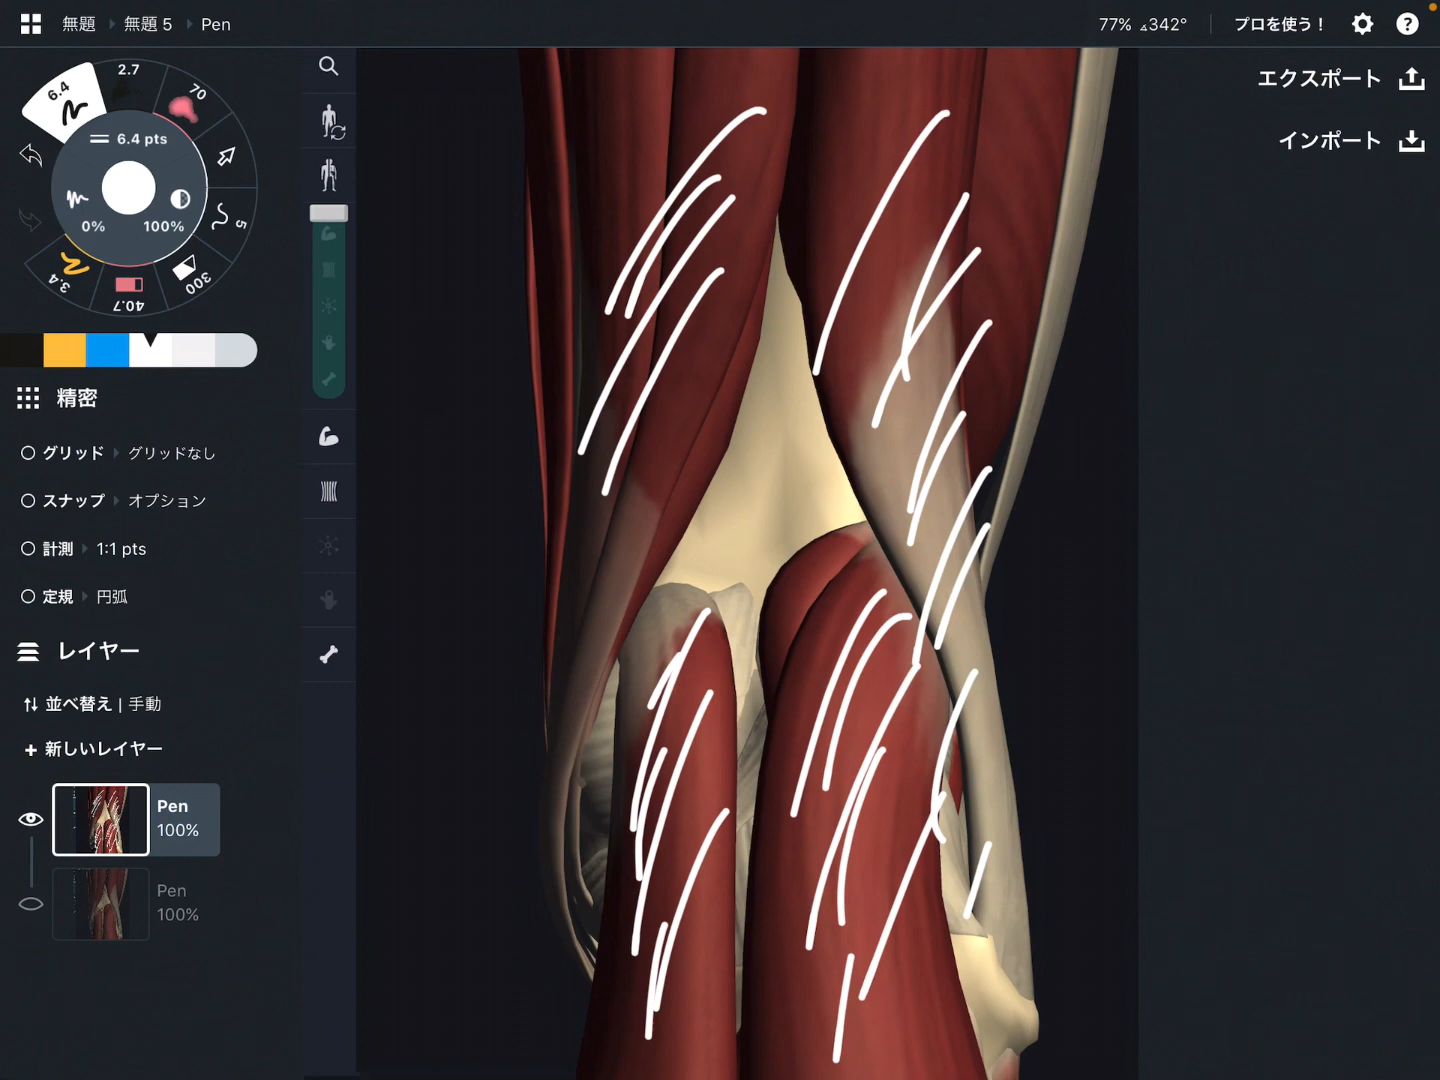 無題 無題 5 Pen
77% ⊿342° プロを使う！
エクスポート
インポート
6.4
2.7
70
6.4 pts
5
0% 100%
300
40.7
3.4
精密
グリッド グリッドなし
スナップ オプション
計測 1:1 pts
定規 円弧
レイヤー
並べ替え | 手動
+ 新しいレイヤー
Pen
100%
Pen
100%